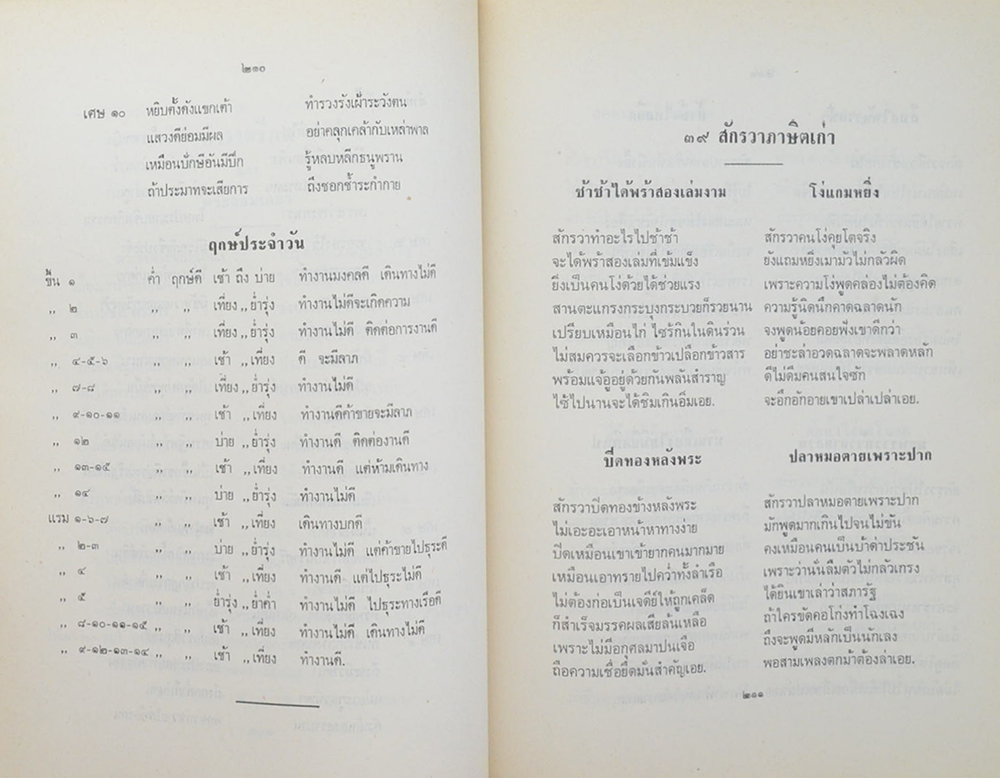 ๒๑๐
เศษ ๑๐ หยิบตั้งดังแขกเต้า ทำรวงรังเฝ้าระวังตน
แสวงดีย่อมมีผล อย่าคลุกเคล้ากับเหล่าพาล
เหมือนปักษีอันมีปีก รู้หลบหลีกธนูพราน
ถ้าประมาทจะเสียการ ถึงชอกช้ำระกำกาย
ฤกษ์ประจำวัน
ขึ้น ๑ ค่ำ ฤกษ์ดี เช้า ถึง บ่าย ทำงานมงคลดี เดินทางไม่ดี
,, ๒ ,, ,, เที่ยง ,, ย่ำรุ่ง ทำงานไม่ดีจะเกิดความ
,, ๓ ,, ,, เที่ยง ,, ย่ำรุ่ง ทำงานไม่ดี ติดต่อการงานดี
,, ๔-๕-๖ ,, ,, เช้า ,, เที่ยง ดี จะมีลาภ
,, ๗-๘ ,, ,, เที่ยง ,, ย่ำรุ่ง ทำงานไม่ดี
,, ๙-๑๐-๑๑ ,, ,, เช้า ,, เที่ยง ทำงานดีค้าขายจะมีลาภ
,, ๑๒ ,, ,, บ่าย ,, ย่ำรุ่ง ทำงานดี ติดต่องานดี
,, ๑๓-๑๕ ,, ,, เช้า ,, เที่ยง ทำงานดี แต่ห้ามเดินทาง
,, ๑๔ ,, ,, บ่าย ,, ย่ำรุ่ง ทำงานไม่ดี
แรม ๑-๖-๗ ,, ,, เช้า ,, เที่ยง เดินทางบกดี
,, ๒-๓ ,, ,, บ่าย ,, ย่ำรุ่ง ทำงานไม่ดี แต่ค้าขายไปธุระดี
,, ๔ ,, ,, เช้า ,, เที่ยง ทำงานดี แต่ไปธุระไม่ดี
,, ๕ ,, ,, ย่ำรุ่ง ,, ย่ำค่ำ ทำงานไม่ดี ไปธุระทางเรือดี
,, ๘-๑๐-๑๑-๑๕ ,, ,, เช้า ,, เที่ยง ทำงานไม่ดี เดินทางไม่ดี
,, ๙-๑๒-๑๓-๑๔ ,, ,, เช้า ,, เที่ยง ทำงานดี.
๓๙ สักรวาภาษิตเก่า
ช้าช้าได้พร้าสองเล่มงาม
สักรวาทำอะไรไปช้าช้า
จะได้พร้าสองเล่มที่เข้มแข็ง
ยิ่งเป็นคนโง่ด้วยได้ช่วยแรง
สานตะแกรงกระบุงกระบวยก็รวยนาน
เปรียบเหมือนไก่ ไซร้กินในดินร่วน
ไม่สมควรจะเลือกข้าวเปลือกข้าวสาร
พร้อมแจ้อู้อยู่ด้วยกันพลันสำราญ
ไซ้ไปนานจะได้ชิมเกินอิ่มเอย.
โง่แกมหยิ่ง
สักรวาคนโง่คุยโตจริง
ยังแถมหยิ่งเมามัวไม่กลัวผิด
เพราะความโง่พูดคล่องไม่ต้องคิด
ความรู้นิดนึกคาดฉลาดนัก
จงพูดน้อยคอยฟังเขาดีกว่า
อย่าชะล่าอวดฉลาดจะพลาดหลัก
ดีไม่ดีมคนสนใจซัก
จะอึกอักอายเขาเปล่าเปล่าเอย.
ปิดทองหลังพระ
สักรวาปิดทองข้างหลังพระ
ไม่เอะอะเอาหน้าหาทางง่าย
ปิดเหมือนเขาเข้ายากคนมากมาย
เหมือนเอาทรายไปคว่ำทั้งลำเรือ
ไม่ต้องก่อเป็นเจดีย์ให้ถูกเคล็ด
ก็สำเร็จมรรคผลเสียล้นเหลือ
เพราะไม่มีอกุศลมาปนเจือ
ถือความเชื่อยึดมั่นสำคัญเอย.
ปลาหมอตายเพราะปาก
สักรวาปลาหมอตายเพราะปาก
มักพูดมากเกินไปจนไม่ขัน
คงเหมือนคนเป็นบ้าด่าประชัน
เพราะว่านั่นลืมตัวไม่กลัวเกรง
ได้ยินเขาเล่าว่าสภารัฐ
ถ้าใครขัดคอโก่งทำโฉงเฉง
ถึงจะพูดมีหลักเป็นนักเลง
พอสามเพลงตกม้าต้องล่าเอย.
๒๑๑